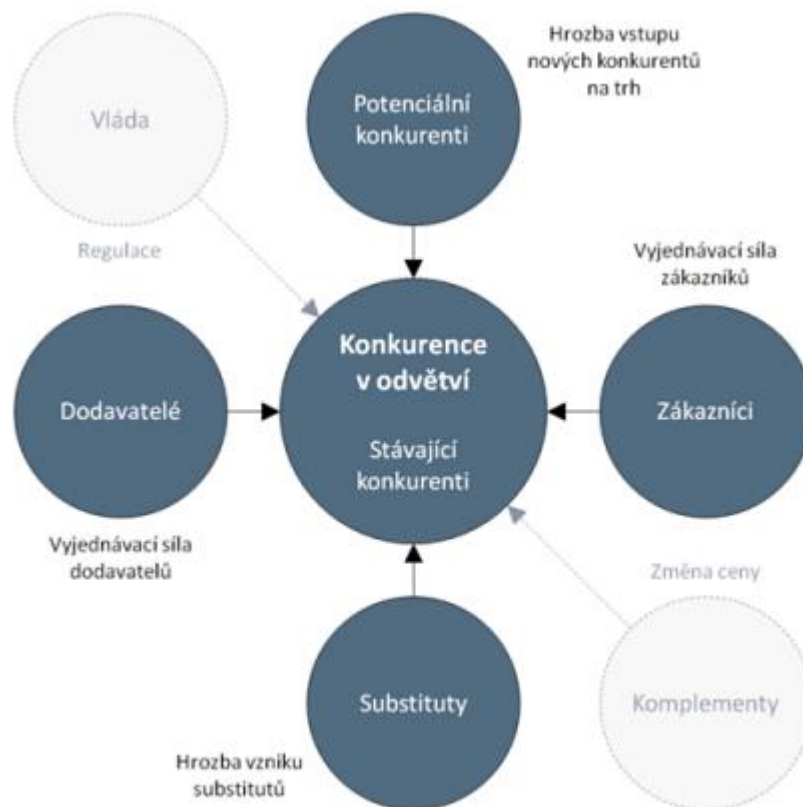 Hrozba vstupu
nových konkurentů
na trh
Vláda
Potenciální
konkurenti
Regulace
Vyjednávací síla
zákazníků
Konkurence
v odvětví
Dodavatelé
Zákazníci
Stávající
konkurenti
Vyjednávací síla
dodavatelů
Změna ceny
Substituty
Komplementy
Hrozba vzniku
substitutů